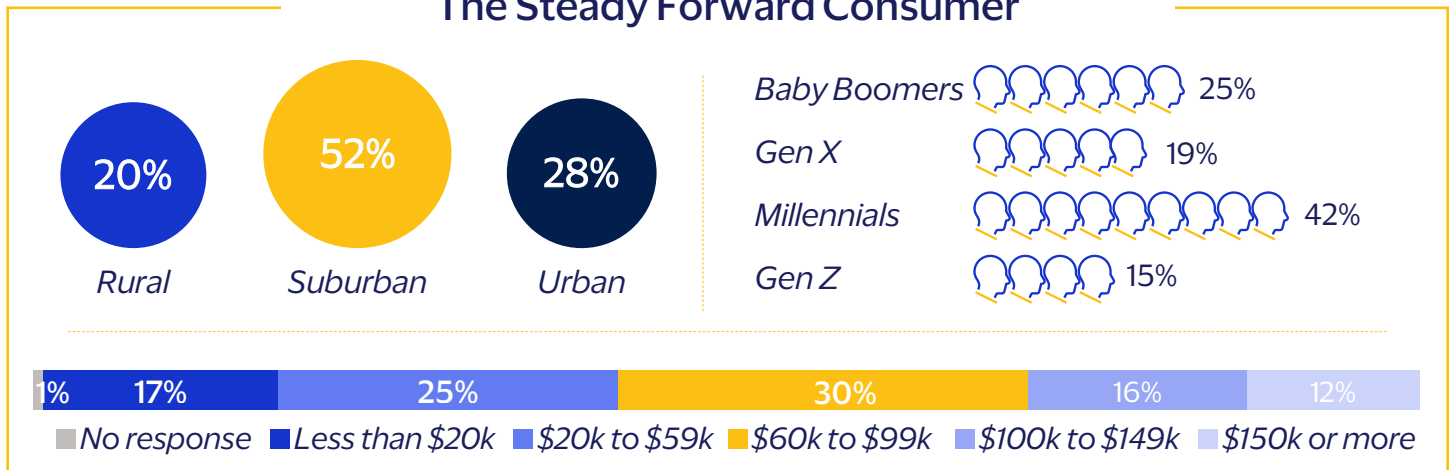 The Steady Forward Consumer
20%
52%
28%
Rural
Suburban
Urban
Baby Boomers 25%
Gen X 19%
Millennials 42%
Gen Z 15%
1% 17% 25% 30% 16% 12%
No response Less than $20k $20k to $59k $60k to $99k $100k to $149k $150k or more